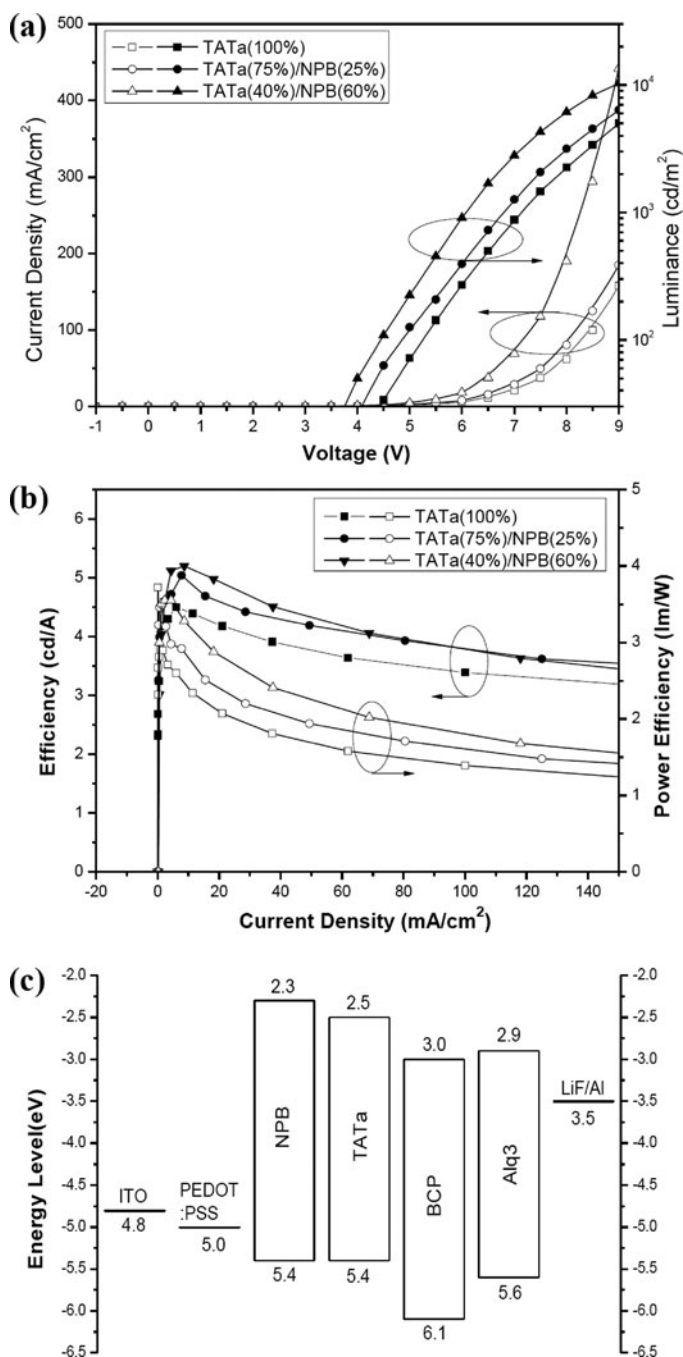 (a)
500
450
400
350
300
250
200
150
100
50
0
Current Density (mA/cm²)
TATa(100%)
TATa(75%)/NPB(25%)
TATa(40%)/NPB(60%)
10⁴
10³
10²
Luminance (cd/m²)
-1 0 1 2 3 4 5 6 7 8 9
Voltage (V)
(b)
6
5
4
3
2
1
0
Efficiency (cd/A)
TATa(100%)
TATa(75%)/NPB(25%)
TATa(40%)/NPB(60%)
5
4
3
2
1
0
Power Efficiency (lm/W)
-20 0 20 40 60 80 100 120 140
Current Density (mA/cm²)
(c)
-2.0
-2.5
-3.0
-3.5
-4.0
-4.5
-5.0
-5.5
-6.0
-6.5
Energy Level(eV)
ITO
4.8
PEDOT
:PSS
5.0
2.3
NPB
5.4
2.5
TATa
5.4
3.0
BCP
6.1
2.9
Alq3
5.6
LiF/Al
3.5
-2.0
-2.5
-3.0
-3.5
-4.0
-4.5
-5.0
-5.5
-6.0
-6.5